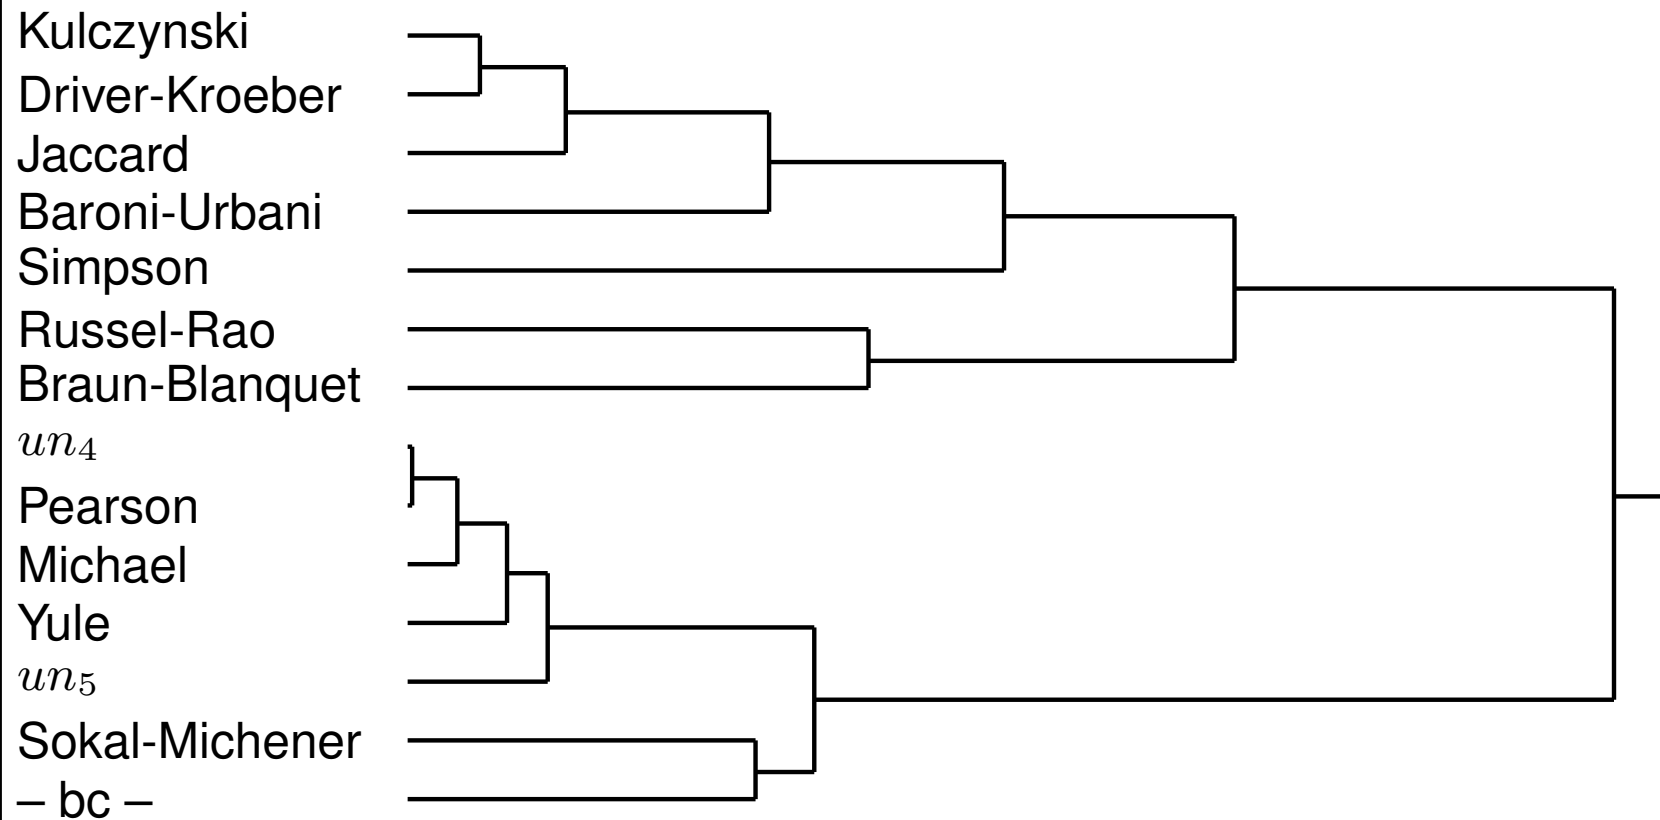 Kulczynski
Driver-Kroeber
Jaccard
Baroni-Urbani
Simpson
Russel-Rao
Braun-Blanquet
un₄
Pearson
Michael
Yule
un₅
Sokal-Michener
– bc –